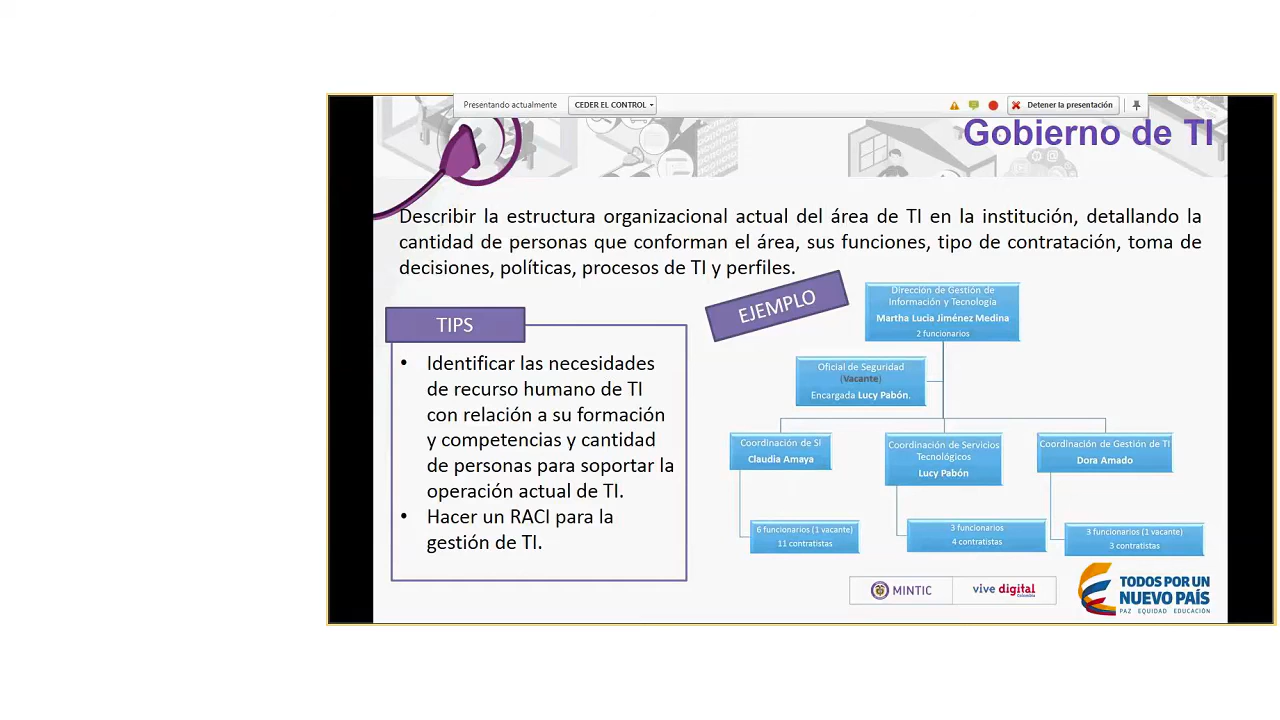 Presentando actualmente
CEDER EL CONTROL
Detener la presentación
Gobierno de TI
Describir la estructura organizacional actual del área de TI en la institución, detallando la
cantidad de personas que conforman el área, sus funciones, tipo de contratación, toma de
decisiones, políticas, procesos de TI y perfiles.
TIPS
• Identificar las necesidades
de recurso humano de TI
con relación a su formación
y competencias y cantidad
de personas para soportar la
operación actual de TI.
• Hacer un RACI para la
gestión de TI.
EJEMPLO
Dirección de Gestión de
Información y Tecnología
Martha Lucia Jiménez Medina
2 funcionarios
Oficial de Seguridad
(Vacante)
Encargada Lucy Pabón.
Coordinación de SI
Claudia Amaya
Coordinación de Servicios
Tecnológicos
Lucy Pabón
Coordinación de Gestión de TI
Dora Amado
6 funcionarios (1 vacante)
11 contratistas
3 funcionarios
4 contratistas
3 funcionarios (1 vacante)
3 contratistas
MINTIC
vive digital
Colombia
TODOS POR UN
NUEVO PAÍS
PAZ EQUIDAD EDUCACIÓN